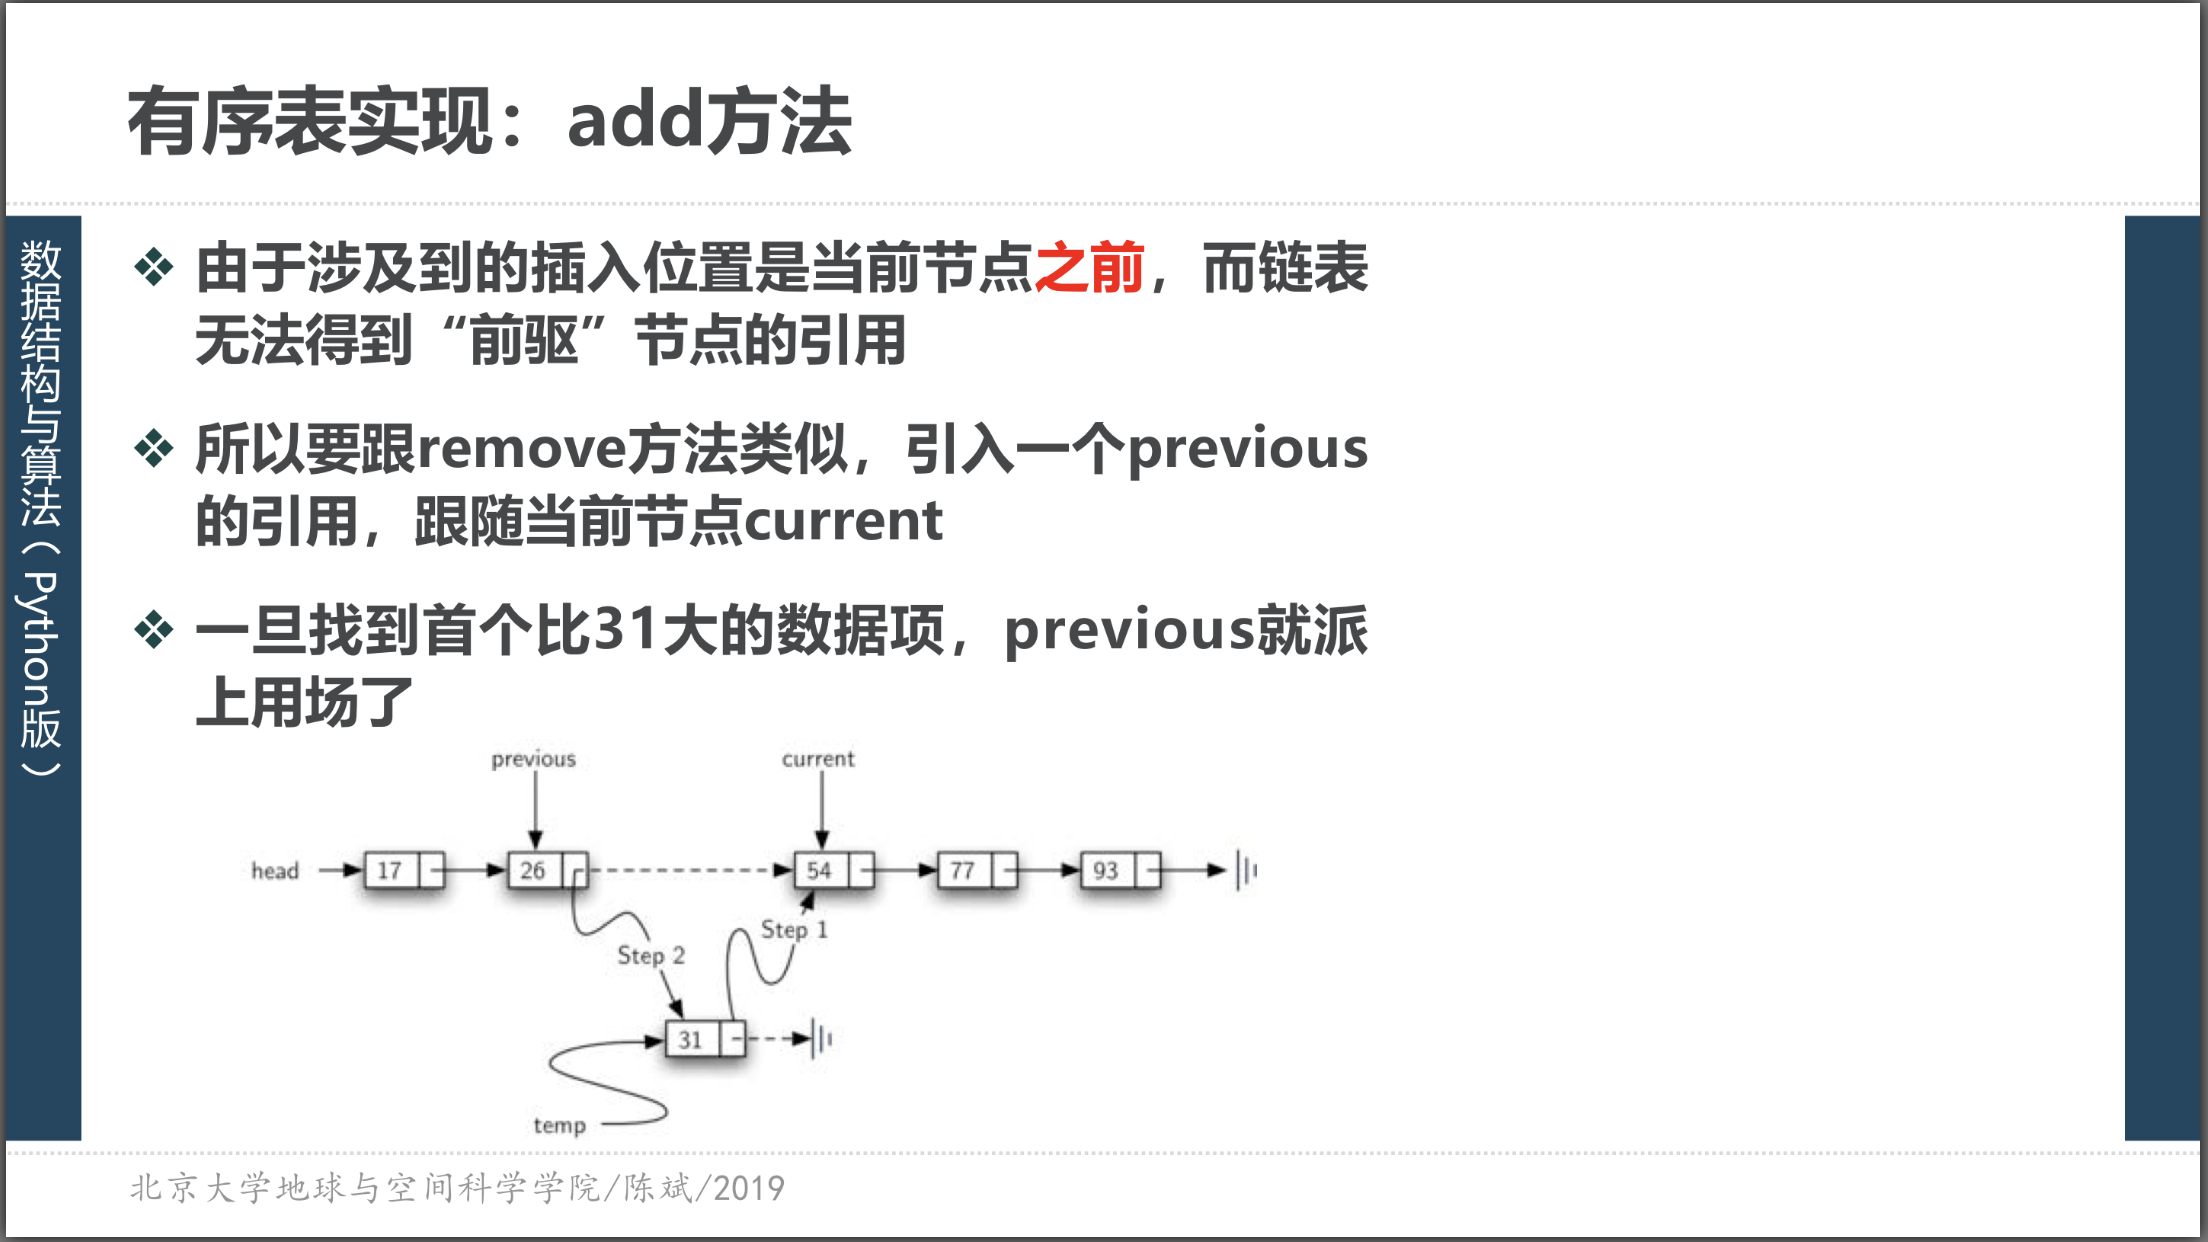 有序表实现：add方法
数据结构与算法（Python版）
由于涉及到的插入位置是当前节点之前，而链表
无法得到“前驱”节点的引用
所以要跟remove方法类似，引入一个previous
的引用，跟随当前节点current
一旦找到首个比31大的数据项，previous就派
上用场了
previous
current
head
17
26
54
77
93
Step 1
Step 2
31
temp
北京大学地球与空间科学学院/陈斌/2019